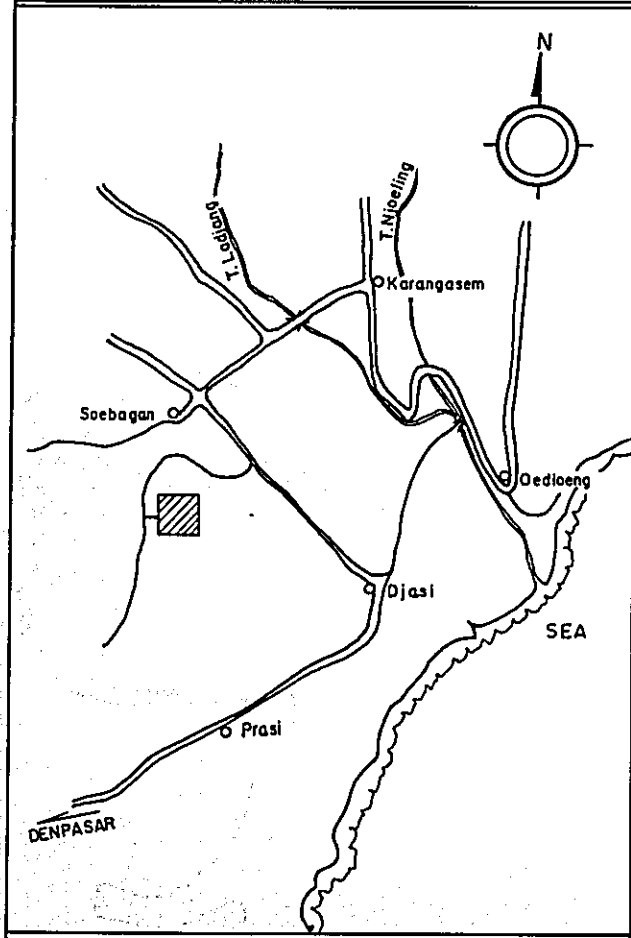 N
T. Ladjang
T. Njoeling
Karangasem
Soebagan
Oedjoeng
Djasi
SEA
Prasi
DENPASAR